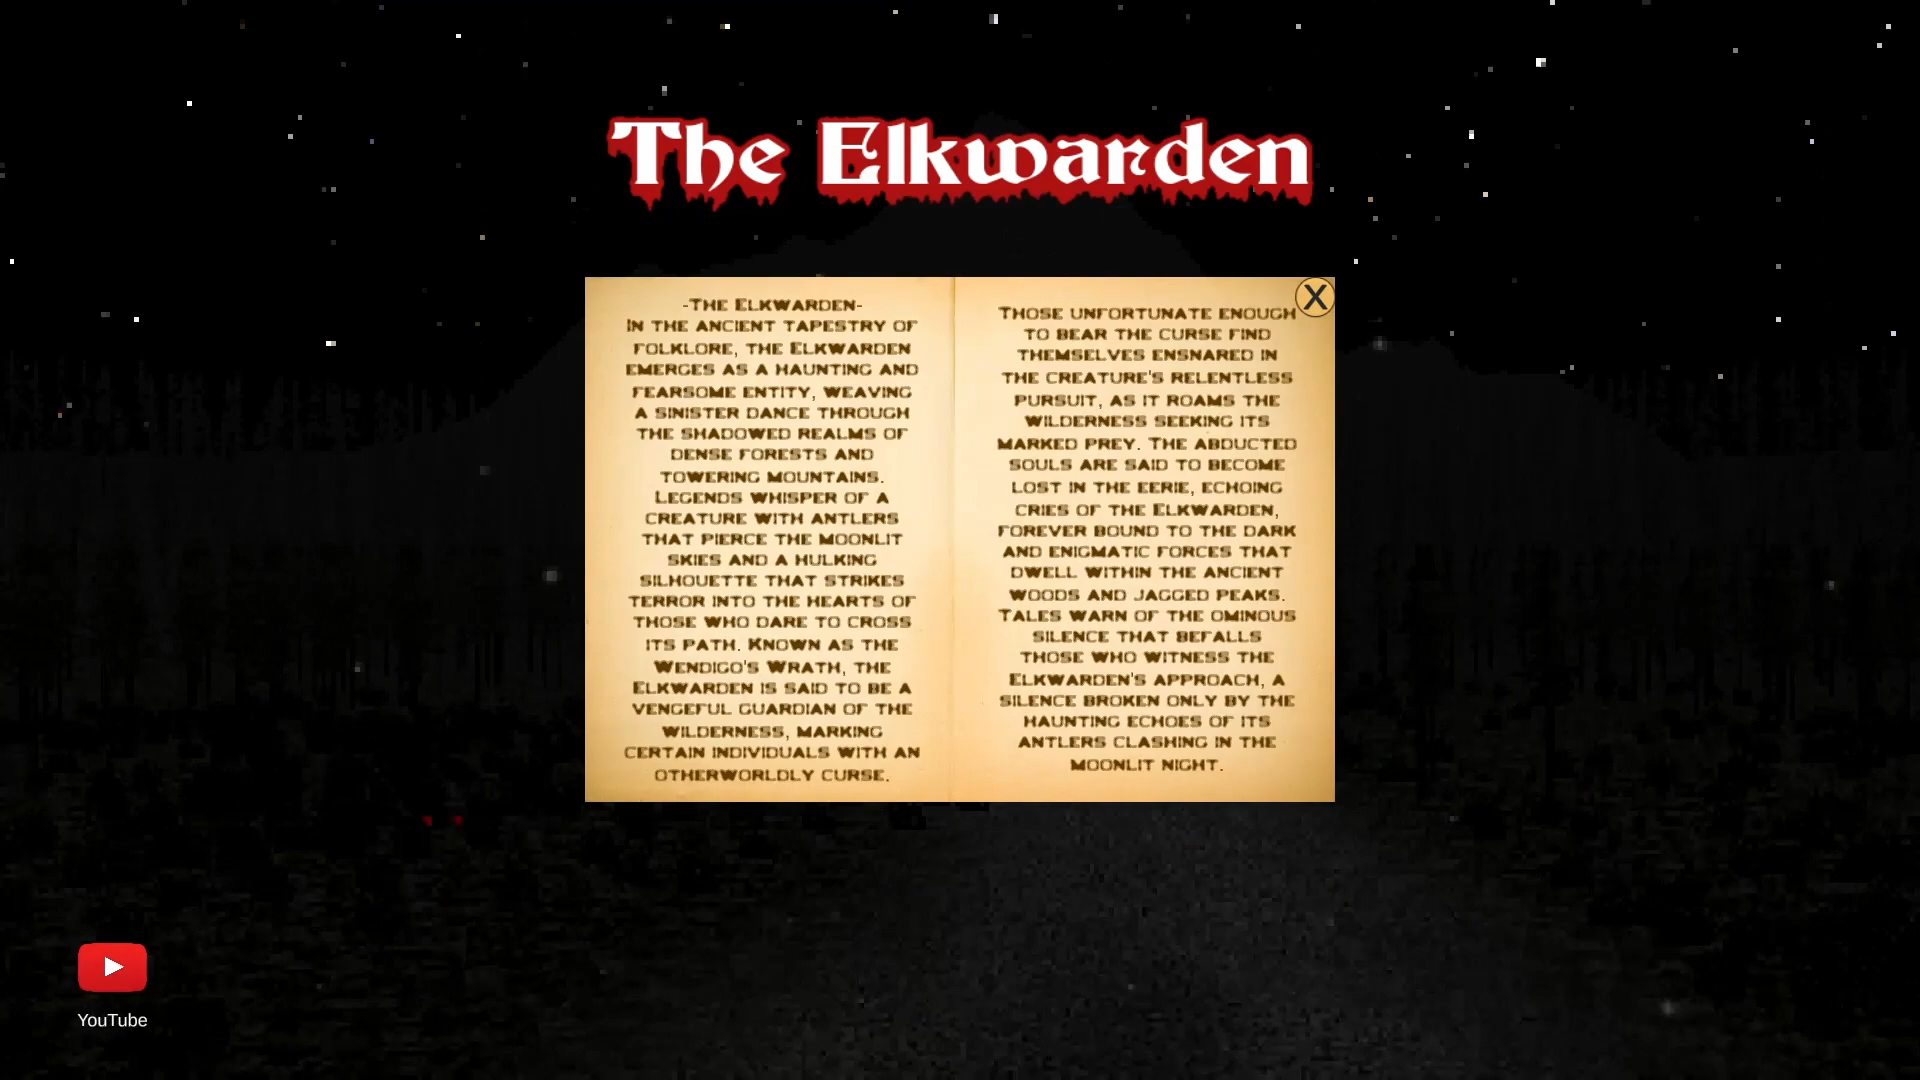 The Elkwarden
-The Elkwarden-
In the ancient tapestry of
folklore, the Elkwarden
emerges as a haunting and
fearsome entity, weaving
a sinister dance through
the shadowed realms of
dense forests and
towering mountains.
Legends whisper of a
creature with antlers
that pierce the moonlit
skies and a hulking
silhouette that strikes
terror into the hearts of
those who dare to cross
its path. Known as the
Wendigo's Wrath, the
Elkwarden is said to be a
vengeful guardian of the
wilderness, marking
certain individuals with an
otherworldly curse.
Those unfortunate enough
to bear the curse find
themselves ensnared in
the creature's relentless
pursuit, as it roams the
wilderness seeking its
marked prey. The abducted
souls are said to become
lost in the eerie, echoing
cries of the Elkwarden,
forever bound to the dark
and enigmatic forces that
dwell within the ancient
woods and jagged peaks.
Tales warn of the ominous
silence that befalls
those who witness the
Elkwarden's approach, a
silence broken only by the
haunting echoes of its
antlers clashing in the
moonlit night.
X
YouTube